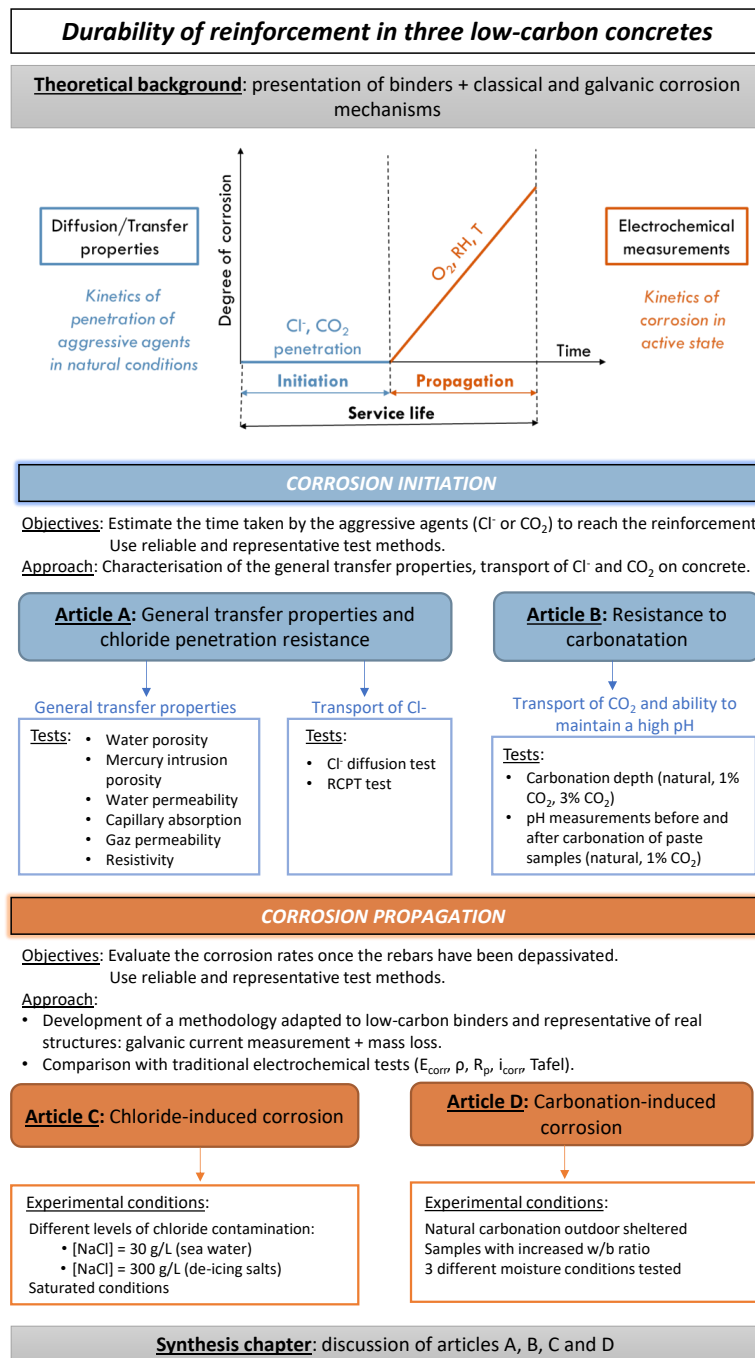 Durability of reinforcement in three low-carbon concretes
Theoretical background: presentation of binders + classical and galvanic corrosion
mechanisms
Diffusion/Transfer
properties
Kinetics of
penetration of
aggressive agents
in natural conditions
Degree of corrosion
Cl⁻, CO₂
penetration
O₂, RH, T
Time
Initiation
Propagation
Service life
Electrochemical
measurements
Kinetics of
corrosion in
active state
CORROSION INITIATION
Objectives: Estimate the time taken by the aggressive agents (Cl⁻ or CO₂) to reach the reinforcement
Use reliable and representative test methods.
Approach: Characterisation of the general transfer properties, transport of Cl⁻ and CO₂ on concrete.
Article A: General transfer properties and
chloride penetration resistance
General transfer properties
Tests:
• Water porosity
• Mercury intrusion
porosity
• Water permeability
• Capillary absorption
• Gaz permeability
• Resistivity
Transport of Cl-
Tests:
• Cl⁻ diffusion test
• RCPT test
Article B: Resistance to
carbonatation
Transport of CO₂ and ability to
maintain a high pH
Tests:
• Carbonation depth (natural, 1%
CO₂, 3% CO₂)
• pH measurements before and
after carbonation of paste
samples (natural, 1% CO₂)
CORROSION PROPAGATION
Objectives: Evaluate the corrosion rates once the rebars have been depassivated.
Use reliable and representative test methods.
Approach:
• Development of a methodology adapted to low-carbon binders and representative of real
structures: galvanic current measurement + mass loss.
• Comparison with traditional electrochemical tests (E_corr, ρ, R_p, i_corr, Tafel).
Article C: Chloride-induced corrosion
Experimental conditions:
Different levels of chloride contamination:
• [NaCl] = 30 g/L (sea water)
• [NaCl] = 300 g/L (de-icing salts)
Saturated conditions
Article D: Carbonation-induced
corrosion
Experimental conditions:
Natural carbonation outdoor sheltered
Samples with increased w/b ratio
3 different moisture conditions tested
Synthesis chapter: discussion of articles A, B, C and D